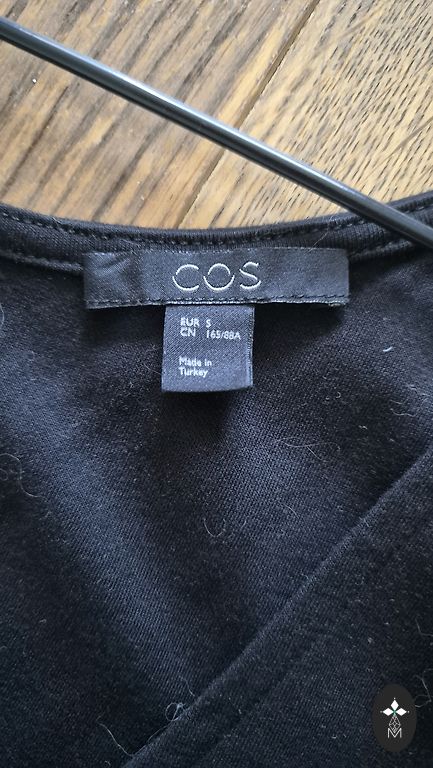 COS
EUR S
CN 165/88A
Made in
Turkey
M